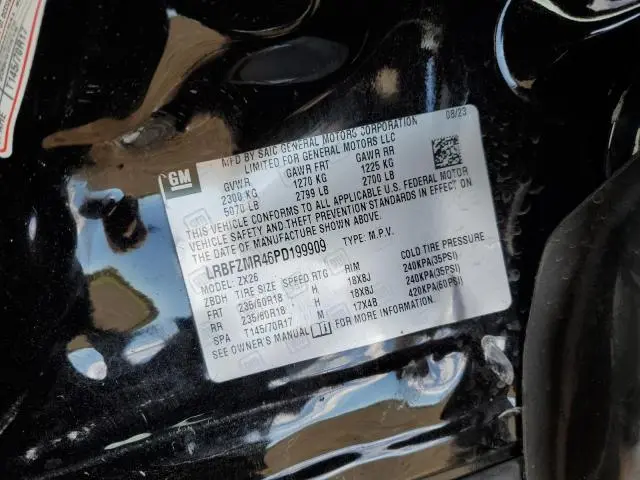 T145/70R17
GM
MFD BY SAIC GENERAL MOTORS CORPORATION
LIMITED FOR GENERAL MOTORS LLC
08/23
GVWR GAWR FRT GAWR RR
2300 KG 1270 KG 1225 KG
5070 LB 2799 LB 2700 LB
THIS VEHICLE CONFORMS TO ALL APPLICABLE U.S. FEDERAL MOTOR
VEHICLE SAFETY AND THEFT PREVENTION STANDARDS IN EFFECT ON
THE DATE OF MANUFACTURE SHOWN ABOVE.
LRBFZMR46PD199909 TYPE: M.P.V.
MODEL: ZX26
ZBDH TIRE SIZE SPEED RTG RIM COLD TIRE PRESSURE
FRT 235/60R18 H 18X8J 240KPA(35PSI)
RR 235/60R18 H 18X8J 240KPA(35PSI)
SPA T145/70R17 M 17X4B 420KPA(60PSI)
SEE OWNER'S MANUAL FOR MORE INFORMATION.